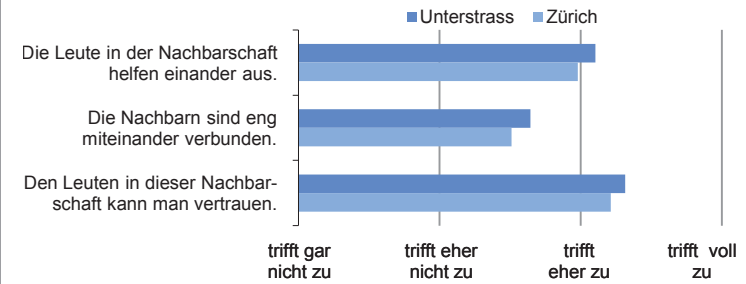 Unterstrass Zürich
Die Leute in der Nachbarschaft
helfen einander aus.
Die Nachbarn sind eng
miteinander verbunden.
Den Leuten in dieser Nachbar-
schaft kann man vertrauen.
trifft gar
nicht zu
trifft eher
nicht zu
trifft
eher zu
trifft voll
zu